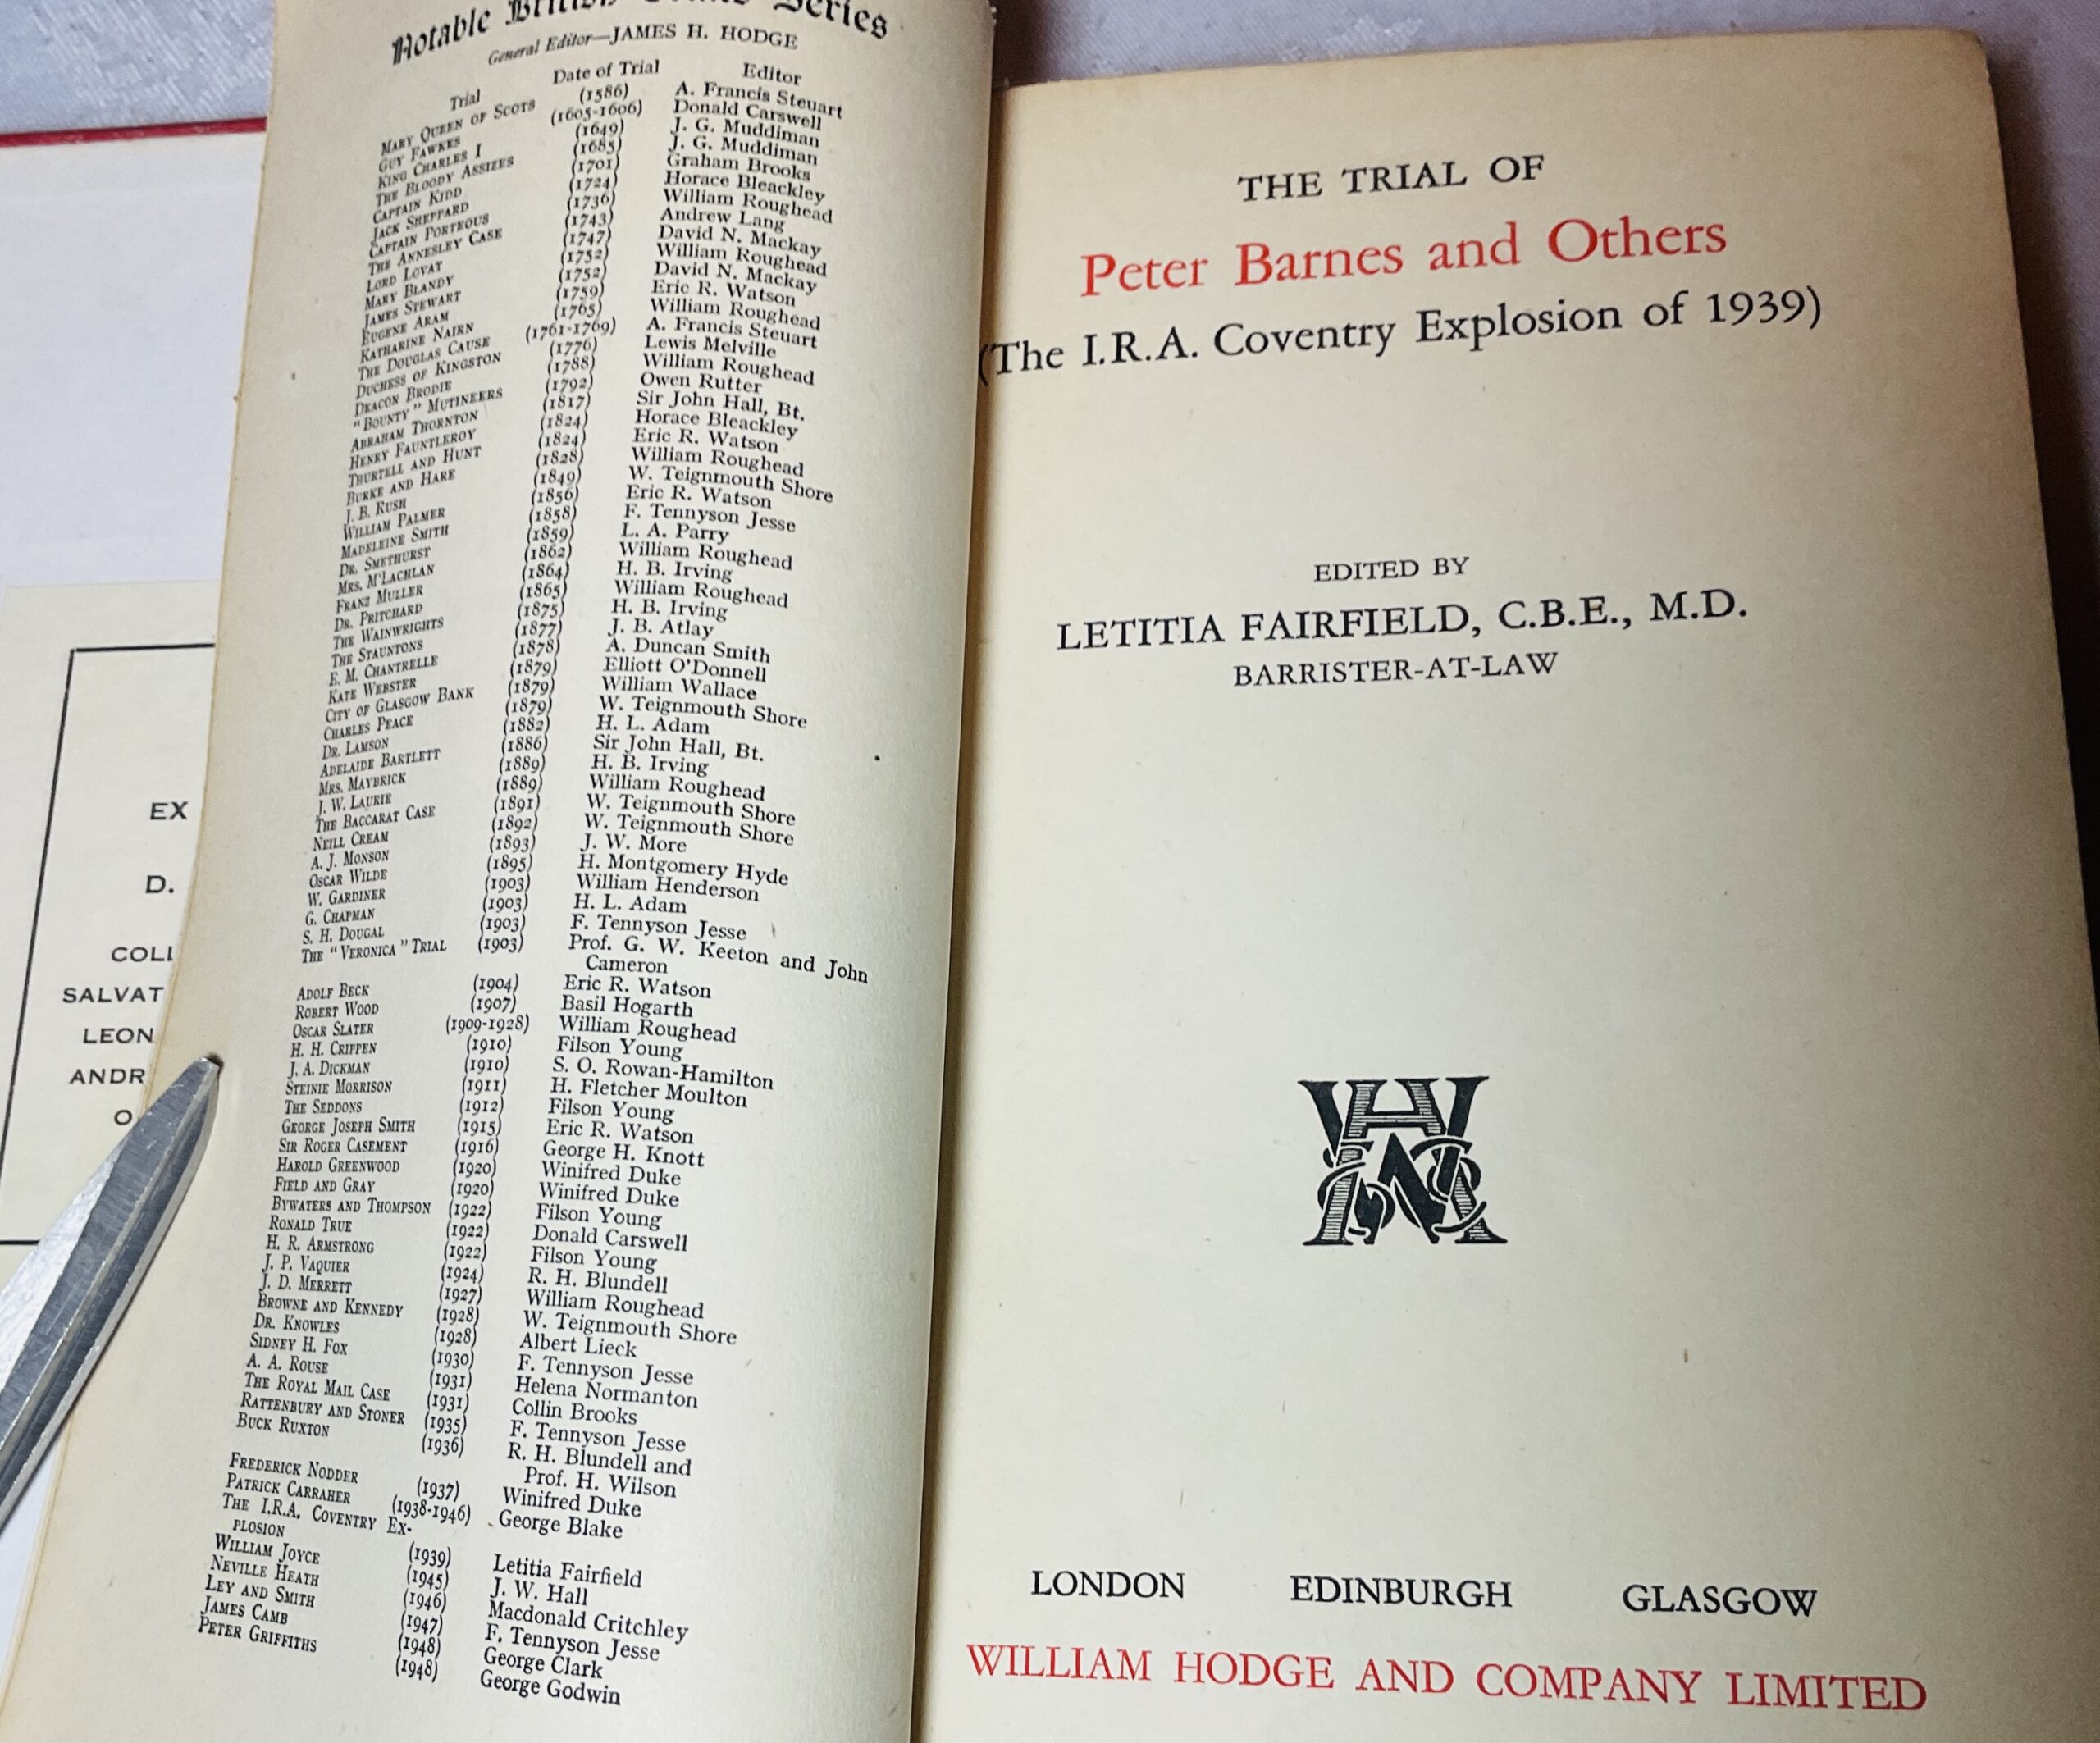 EX
D.
COLL
SALVAT
LEON
ANDR
O
Notable British Trials Series
General Editor—JAMES H. HODGE
Trial Date of Trial Editor
MARY QUEEN OF SCOTS (1586) A. Francis Steuart
GUY FAWKES (1605-1606) Donald Carswell
KING CHARLES I (1649) J. G. Muddiman
THE BLOODY ASSIZES (1685) J. G. Muddiman
CAPTAIN KIDD (1701) Graham Brooks
JACK SHEPPARD (1724) Horace Bleackley
CAPTAIN PORTEOUS (1736) William Roughead
THE ANNESLEY CASE (1743) Andrew Lang
LORD LOVAT (1747) David N. Mackay
MARY BLANDY (1752) William Roughead
JAMES STEWART (1752) David N. Mackay
EUGENE ARAM (1759) Eric R. Watson
KATHARINE NAIRN (1765) William Roughead
THE DOUGLAS CAUSE (1761-1769) A. Francis Steuart
DUCHESS OF KINGSTON (1776) Lewis Melville
DEACON BRODIE (1788) William Roughead
"BOUNTY" MUTINEERS (1792) Owen Rutter
ABRAHAM THORNTON (1817) Sir John Hall, Bt.
HENRY FAUNTLEROY (1824) Horace Bleackley
THURTELL AND HUNT (1824) Eric R. Watson
BURKE AND HARE (1828) William Roughead
J. B. RUSH (1849) W. Teignmouth Shore
WILLIAM PALMER (1856) Eric R. Watson
MADELEINE SMITH (1858) F. Tennyson Jesse
DR. SMETHURST (1859) L. A. Parry
MRS. M'LACHLAN (1862) William Roughead
FRANZ MULLER (1864) H. B. Irving
DR. PRITCHARD (1865) William Roughead
THE WAINWRIGHTS (1875) H. B. Irving
THE STAUNTONS (1877) J. B. Atlay
E. M. CHANTRELLE (1878) A. Duncan Smith
KATE WEBSTER (1879) Elliott O'Donnell
CITY OF GLASGOW BANK (1879) William Wallace
CHARLES PEACE (1879) W. Teignmouth Shore
DR. LAMSON (1882) H. L. Adam
ADELAIDE BARTLETT (1886) Sir John Hall, Bt.
MRS. MAYBRICK (1889) H. B. Irving
J. W. LAURIE (1889) William Roughead
THE BACCARAT CASE (1891) W. Teignmouth Shore
NEILL CREAM (1892) W. Teignmouth Shore
A. J. MONSON (1893) J. W. More
OSCAR WILDE (1895) H. Montgomery Hyde
W. GARDINER (1903) William Henderson
G. CHAPMAN (1903) H. L. Adam
S. H. DOUGAL (1903) F. Tennyson Jesse
THE "VERONICA" TRIAL (1903) Prof. G. W. Keeton and John
Cameron
ADOLF BECK (1904) Eric R. Watson
ROBERT WOOD (1907) Basil Hogarth
OSCAR SLATER (1909-1928) William Roughead
H. H. CRIPPEN (1910) Filson Young
J. A. DICKMAN (1910) S. O. Rowan-Hamilton
STEINIE MORRISON (1911) H. Fletcher Moulton
THE SEDDONS (1912) Filson Young
GEORGE JOSEPH SMITH (1915) Eric R. Watson
SIR ROGER CASEMENT (1916) George H. Knott
HAROLD GREENWOOD (1920) Winifred Duke
FIELD AND GRAY (1920) Winifred Duke
BYWATERS AND THOMPSON (1922) Filson Young
RONALD TRUE (1922) Donald Carswell
H. R. ARMSTRONG (1922) Filson Young
J. P. VAQUIER (1924) R. H. Blundell
J. D. MERRETT (1927) William Roughead
BROWNE AND KENNEDY (1928) W. Teignmouth Shore
DR. KNOWLES (1928) Albert Lieck
SIDNEY H. FOX (1930) F. Tennyson Jesse
A. A. ROUSE (1931) Helena Normanton
THE ROYAL MAIL CASE (1931) Collin Brooks
RATTENBURY AND STONER (1935) F. Tennyson Jesse
BUCK RUXTON (1936) R. H. Blundell and
Prof. H. Wilson
FREDERICK NODDER (1937) Winifred Duke
PATRICK CARRAHER (1938-1946) George Blake
THE I.R.A. COVENTRY EX-
PLOSION (1939) Letitia Fairfield
WILLIAM JOYCE (1945) J. W. Hall
NEVILLE HEATH (1946) Macdonald Critchley
LEY AND SMITH (1947) F. Tennyson Jesse
JAMES CAMB (1948) George Clark
PETER GRIFFITHS (1948) George Godwin
THE TRIAL OF
Peter Barnes and Others
(The I.R.A. Coventry Explosion of 1939)
EDITED BY
LETITIA FAIRFIELD, C.B.E., M.D.
BARRISTER-AT-LAW
LONDON EDINBURGH GLASGOW
WILLIAM HODGE AND COMPANY LIMITED